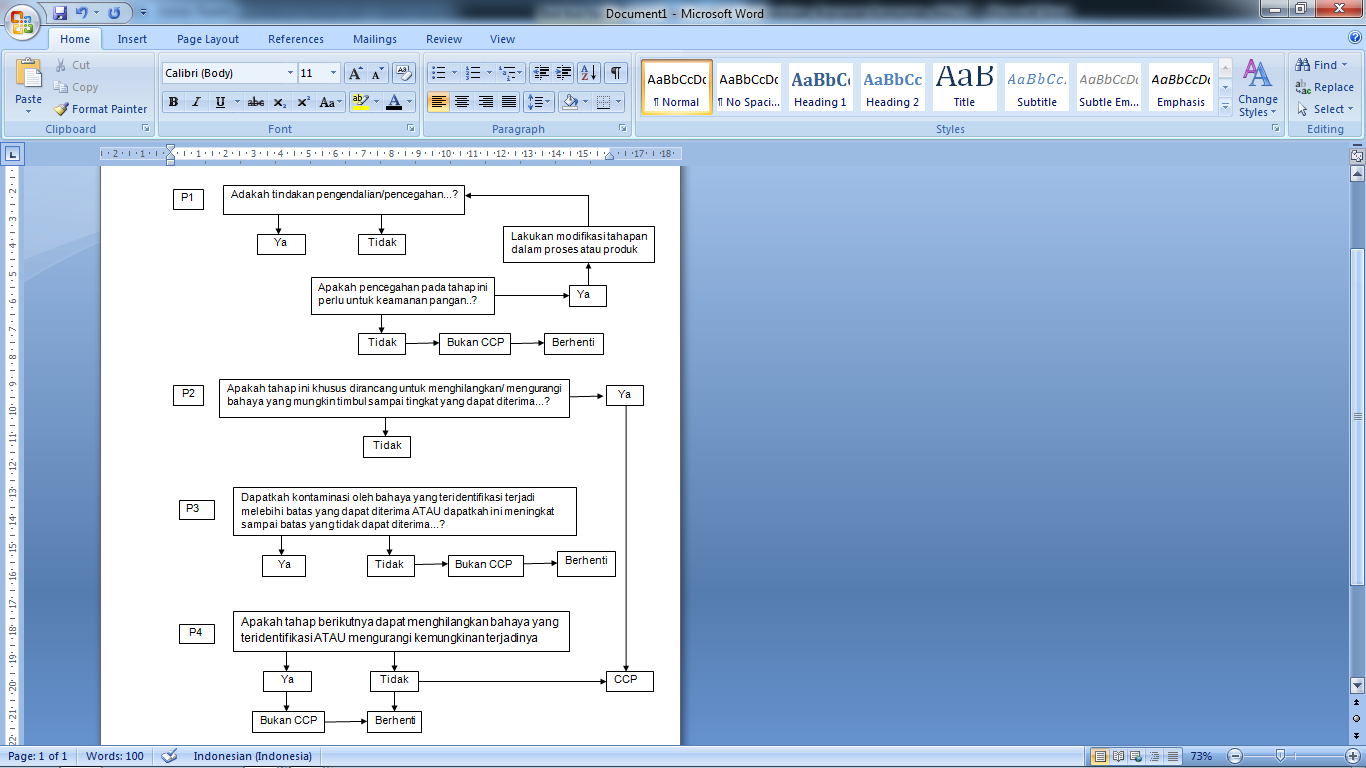 Document1 - Microsoft Word
Home Insert Page Layout References Mailings Review View
Paste
Cut
Copy
Format Painter
Clipboard
Calibri (Body) 11
Font
Paragraph
AaBbCcDc AaBbCcDc AaBbCc AaBbCc AaB AaBbCc. AaBbCcDc AaBbCcDc
¶ Normal ¶ No Spaci... Heading 1 Heading 2 Title Subtitle Subtle Em... Emphasis
Change Styles
Styles
Find
Replace
Select
Editing
P1
Adakah tindakan pengendalian/pencegahan...?
Ya
Tidak
Lakukan modifikasi tahapan
dalam proses atau produk
Apakah pencegahan pada tahap ini
perlu untuk keamanan pangan..?
Ya
Tidak
Bukan CCP
Berhenti
P2
Apakah tahap ini khusus dirancang untuk menghilangkan/ mengurangi
bahaya yang mungkin timbul sampai tingkat yang dapat diterima...?
Ya
Tidak
P3
Dapatkah kontaminasi oleh bahaya yang teridentifikasi terjadi
melebihi batas yang dapat diterima ATAU dapatkah ini meningkat
sampai batas yang tidak dapat diterima...?
Ya
Tidak
Bukan CCP
Berhenti
P4
Apakah tahap berikutnya dapat menghilangkan bahaya yang
teridentifikasi ATAU mengurangi kemungkinan terjadinya
Ya
Tidak
CCP
Bukan CCP
Berhenti
Page: 1 of 1 Words: 100 Indonesian (Indonesia) 73%